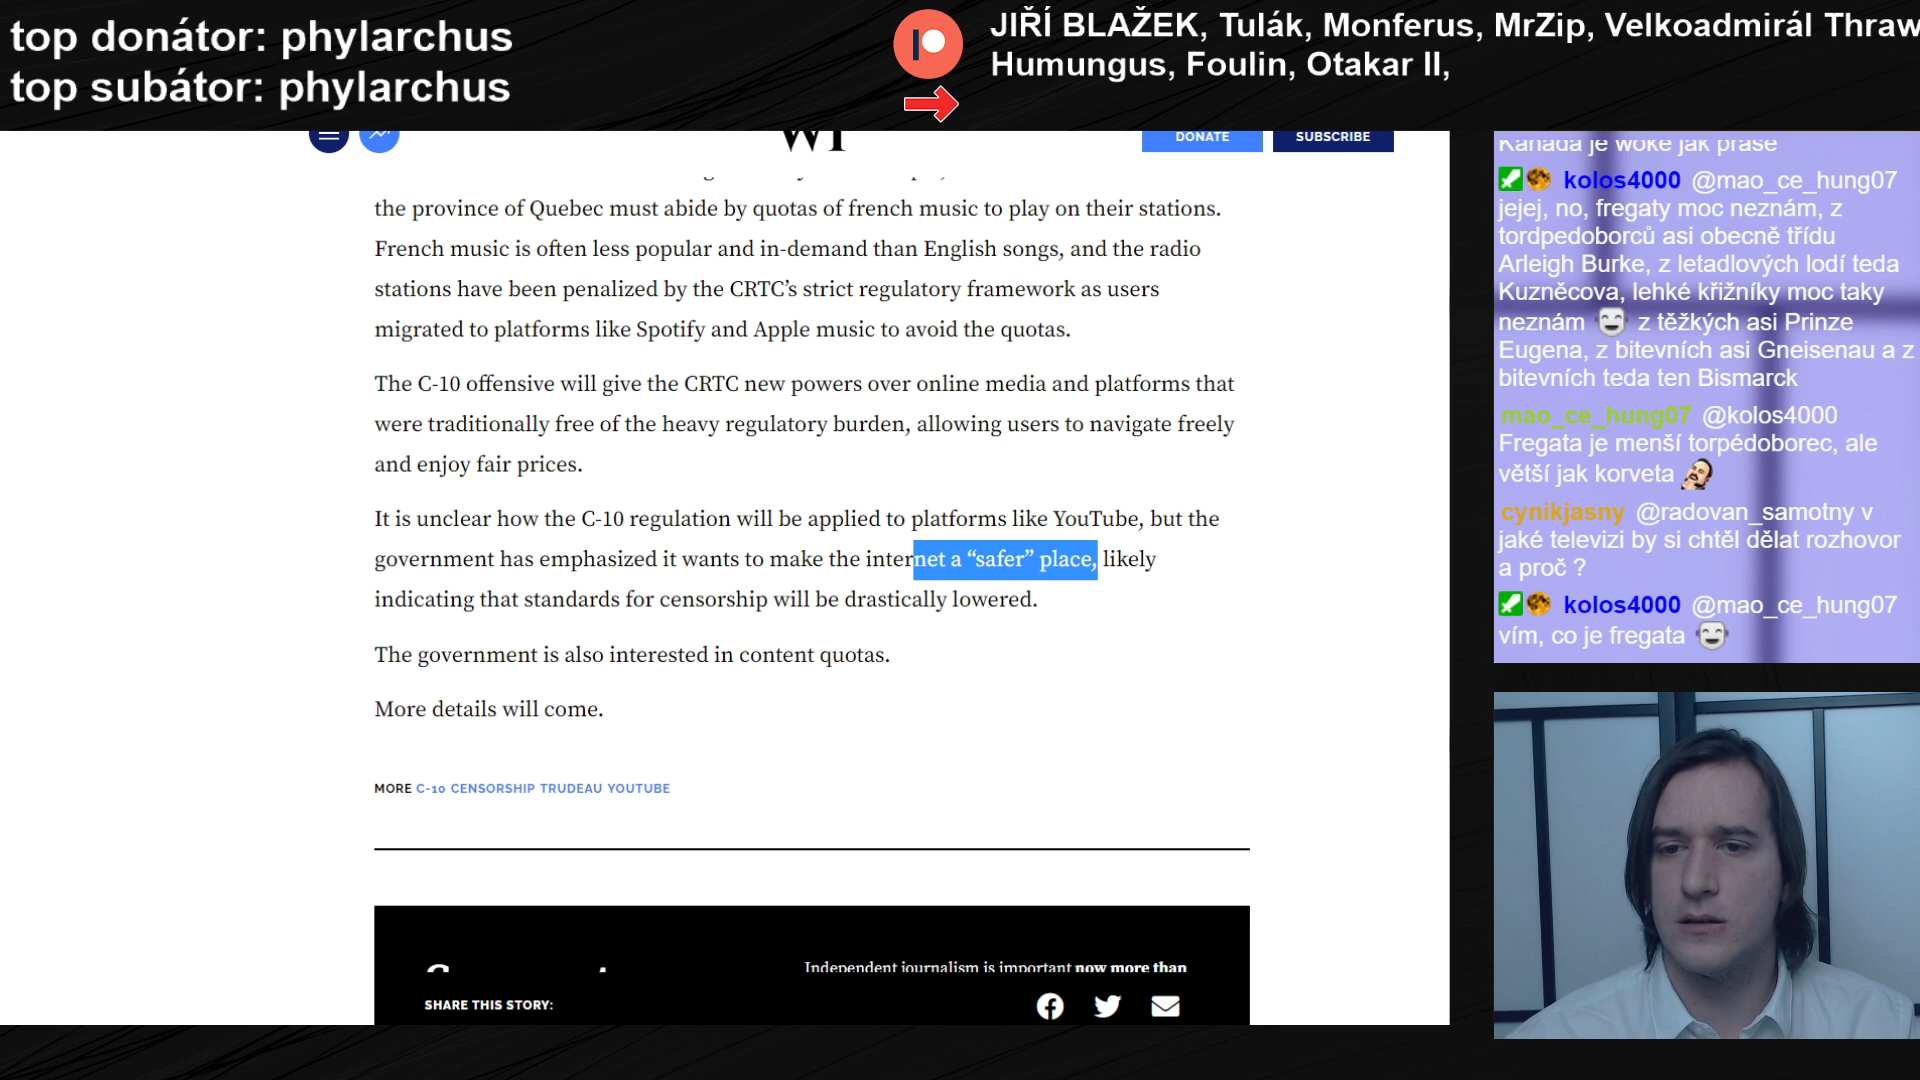 top donátor: phylarchus
top subátor: phylarchus
JIŘÍ BLAŽEK, Tulák, Monferus, MrZip, Velkoadmirál Thraw
Humungus, Foulin, Otakar II,
DONATE
SUBSCRIBE
the province of Quebec must abide by quotas of french music to play on their stations.
French music is often less popular and in-demand than English songs, and the radio
stations have been penalized by the CRTC’s strict regulatory framework as users
migrated to platforms like Spotify and Apple music to avoid the quotas.
The C-10 offensive will give the CRTC new powers over online media and platforms that
were traditionally free of the heavy regulatory burden, allowing users to navigate freely
and enjoy fair prices.
It is unclear how the C-10 regulation will be applied to platforms like YouTube, but the
government has emphasized it wants to make the internet a “safer” place, likely
indicating that standards for censorship will be drastically lowered.
The government is also interested in content quotas.
More details will come.
MORE C-10 CENSORSHIP TRUDEAU YOUTUBE
Independent journalism is important now more than
SHARE THIS STORY:
Kanada je woke jak prase
kolos4000 @mao_ce_hung07
jejej, no, fregaty moc neznám, z
tordpedoborců asi obecně třídu
Arleigh Burke, z letadlových lodí teda
Kuzněcova, lehké křižníky moc taky
neznám z těžkých asi Prinze
Eugena, z bitevních asi Gneisenau a z
bitevních teda ten Bismarck
mao_ce_hung07 @kolos4000
Fregata je menší torpédoborec, ale
větší jak korveta
cynikjasny @radovan_samotny v
jaké televizi by si chtěl dělat rozhovor
a proč ?
kolos4000 @mao_ce_hung07
vím, co je fregata